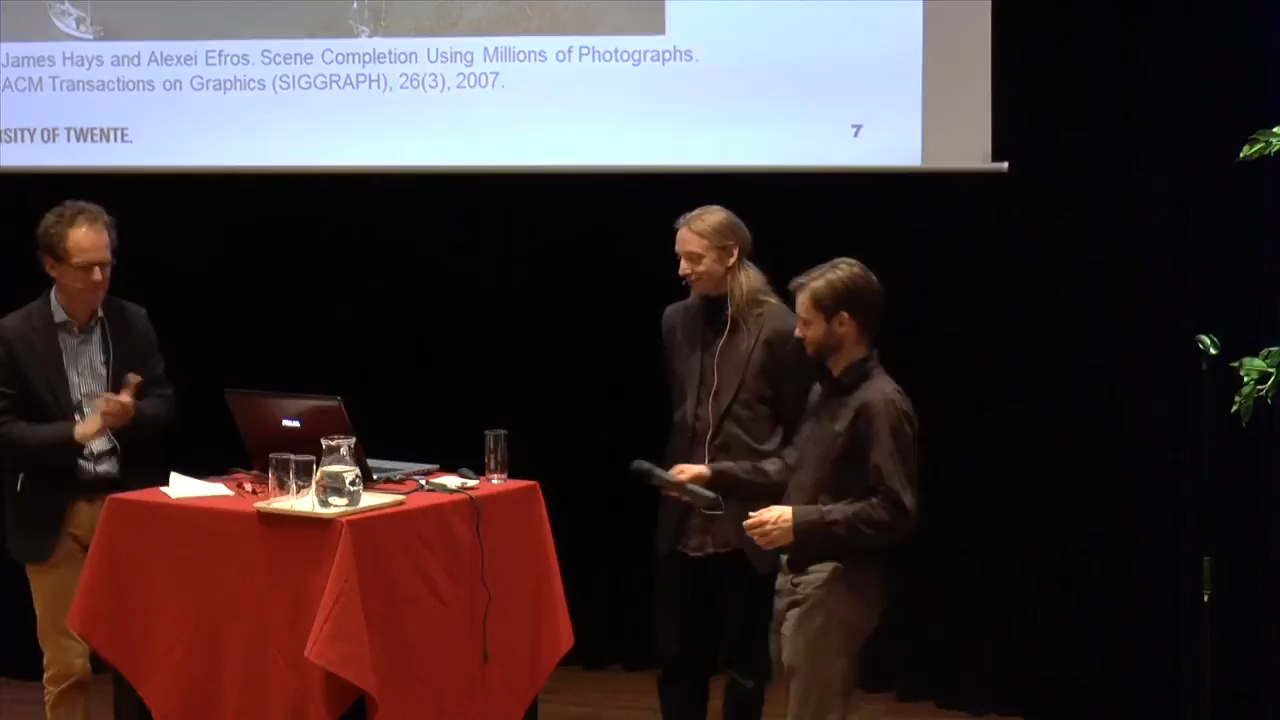 James Hays and Alexei Efros. Scene Completion Using Millions of Photographs.
ACM Transactions on Graphics (SIGGRAPH), 26(3), 2007.
SITY OF TWENTE.
7